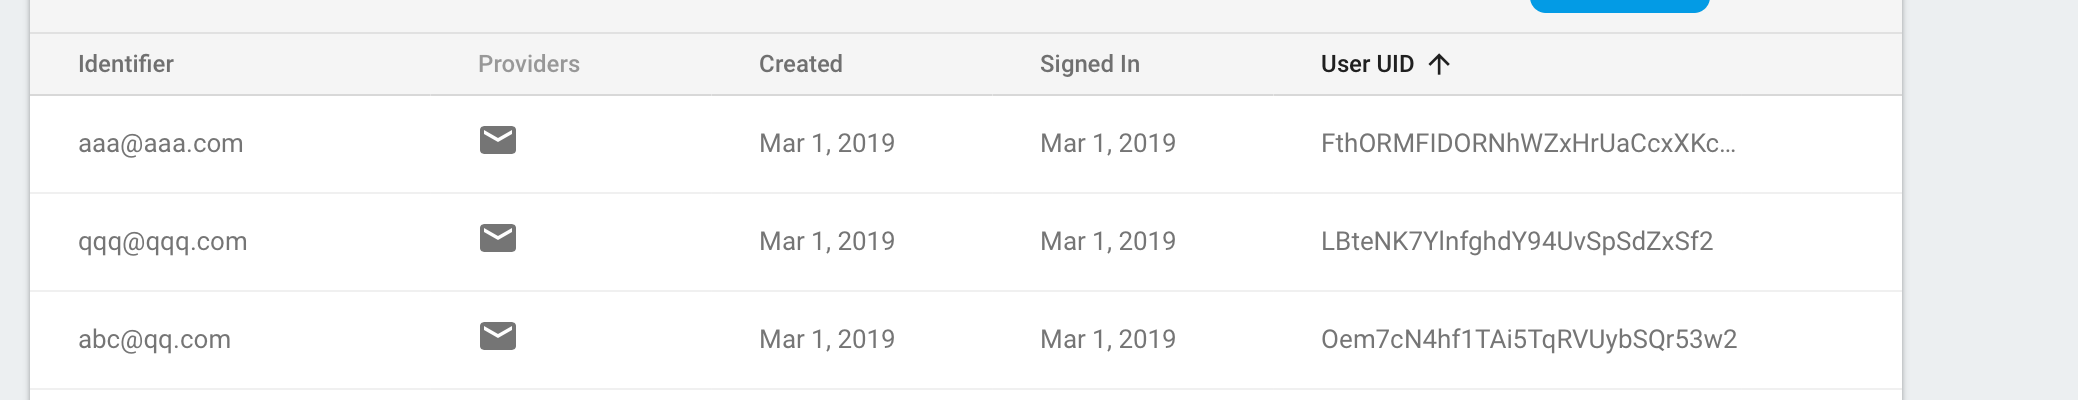 Identifier Providers Created Signed In User UID ↑
aaa@aaa.com Mar 1, 2019 Mar 1, 2019 FthORMFIDORNhWZxHrUaCcxXKc...
qqq@qqq.com Mar 1, 2019 Mar 1, 2019 LBteNK7YlnfghdY94UvSpSdZxSf2
abc@qq.com Mar 1, 2019 Mar 1, 2019 Oem7cN4hf1TAi5TqRVUybSQr53w2